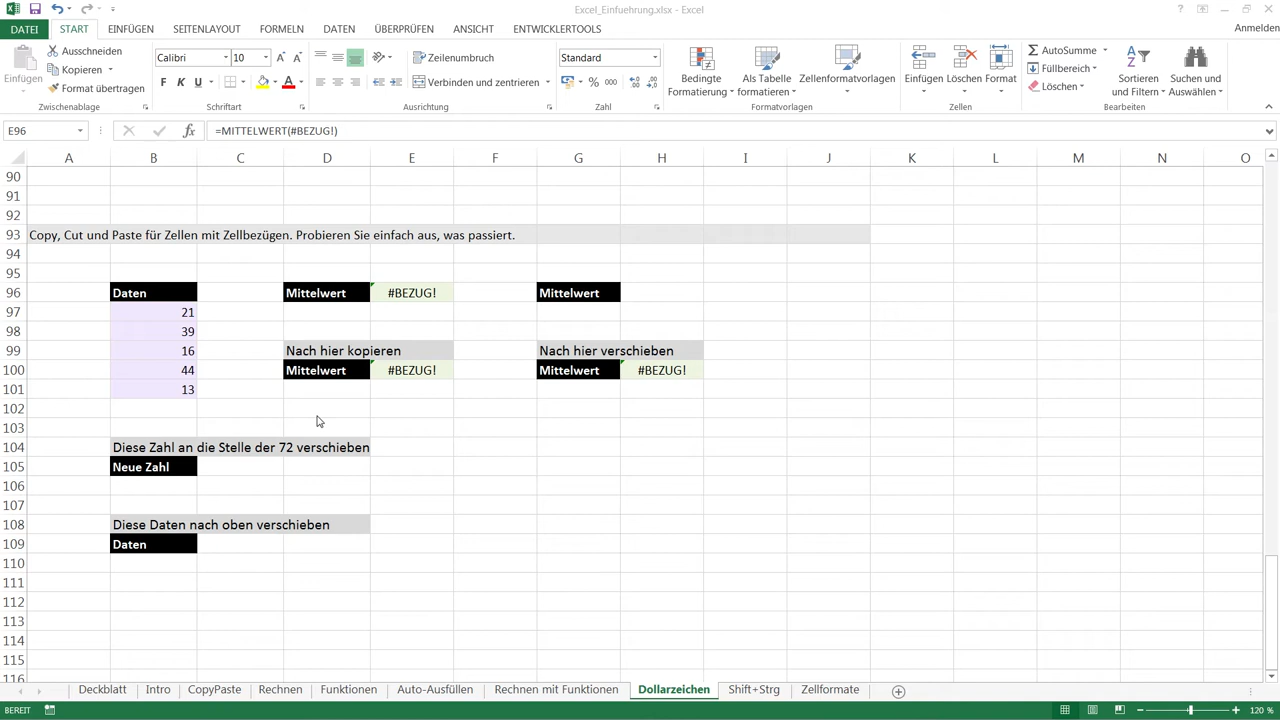 Excel_Einfuehrung.xlsx - Excel
?
DATEI START EINFÜGEN SEITENLAYOUT FORMELN DATEN ÜBERPRÜFEN ANSICHT ENTWICKLERTOOLS Anmelden
Einfügen
Ausschneiden
Kopieren
Format übertragen
Zwischenablage
Calibri 10
F K U
Schriftart
Zeilenumbruch
Verbinden und zentrieren
Ausrichtung
Standard
% 000
Zahl
Bedingte Formatierung
Als Tabelle formatieren
Zellenformatvorlagen
Formatvorlagen
Einfügen Löschen Format
Zellen
AutoSumme
Füllbereich
Löschen
Sortieren und Filtern
Suchen und Auswählen
Bearbeiten
E96 fx =MITTELWERT(#BEZUG!)
A B C D E F G H I J K L M N O
90
91
92
93 Copy, Cut und Paste für Zellen mit Zellbezügen. Probieren Sie einfach aus, was passiert.
94
95
96 Daten Mittelwert #BEZUG! Mittelwert
97 21
98 39
99 16 Nach hier kopieren Nach hier verschieben
100 44 Mittelwert #BEZUG! Mittelwert #BEZUG!
101 13
102
103
104 Diese Zahl an die Stelle der 72 verschieben
105 Neue Zahl
106
107
108 Diese Daten nach oben verschieben
109 Daten
110
111
112
113
114
115
116
Deckblatt Intro CopyPaste Rechnen Funktionen Auto-Ausfüllen Rechnen mit Funktionen Dollarzeichen Shift+Strg Zellformate
BEREIT 120 %